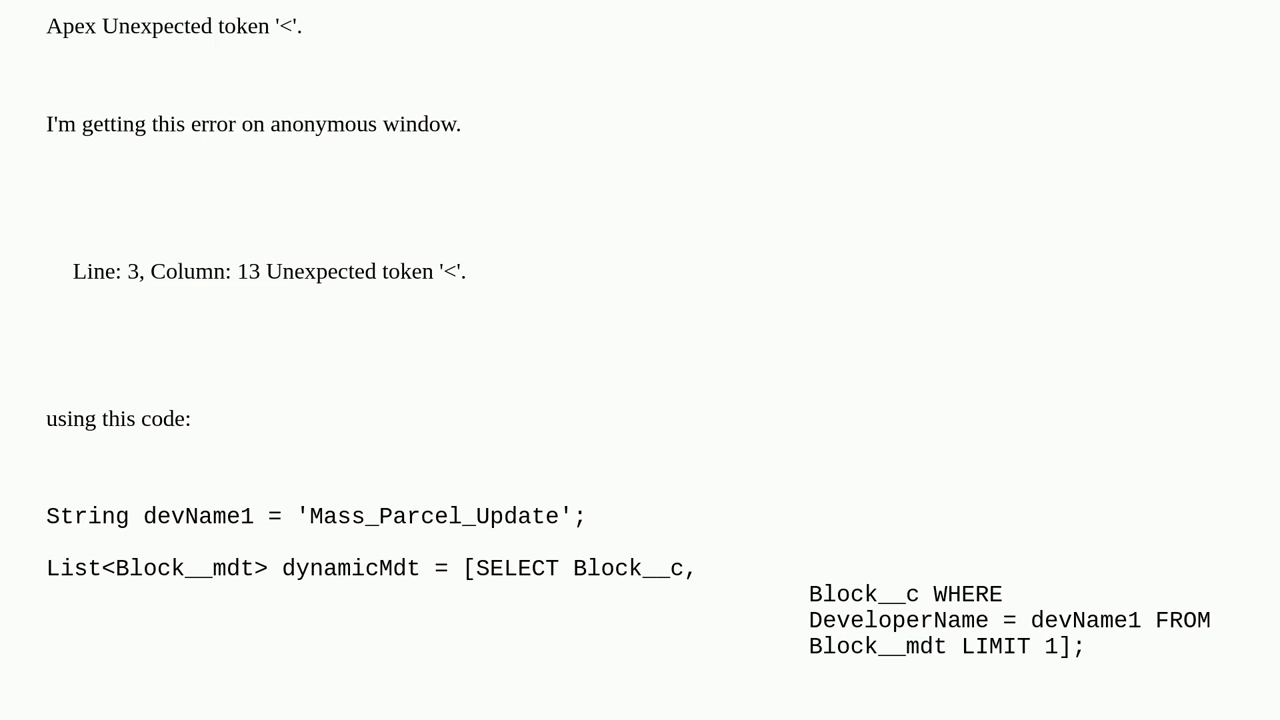 Apex Unexpected token '<'.
I'm getting this error on anonymous window.
Line: 3, Column: 13 Unexpected token '<'.
using this code:
String devName1 = 'Mass_Parcel_Update';
List<Block__mdt> dynamicMdt = [SELECT Block__c,
Block__c WHERE
DeveloperName = devName1 FROM
Block__mdt LIMIT 1];